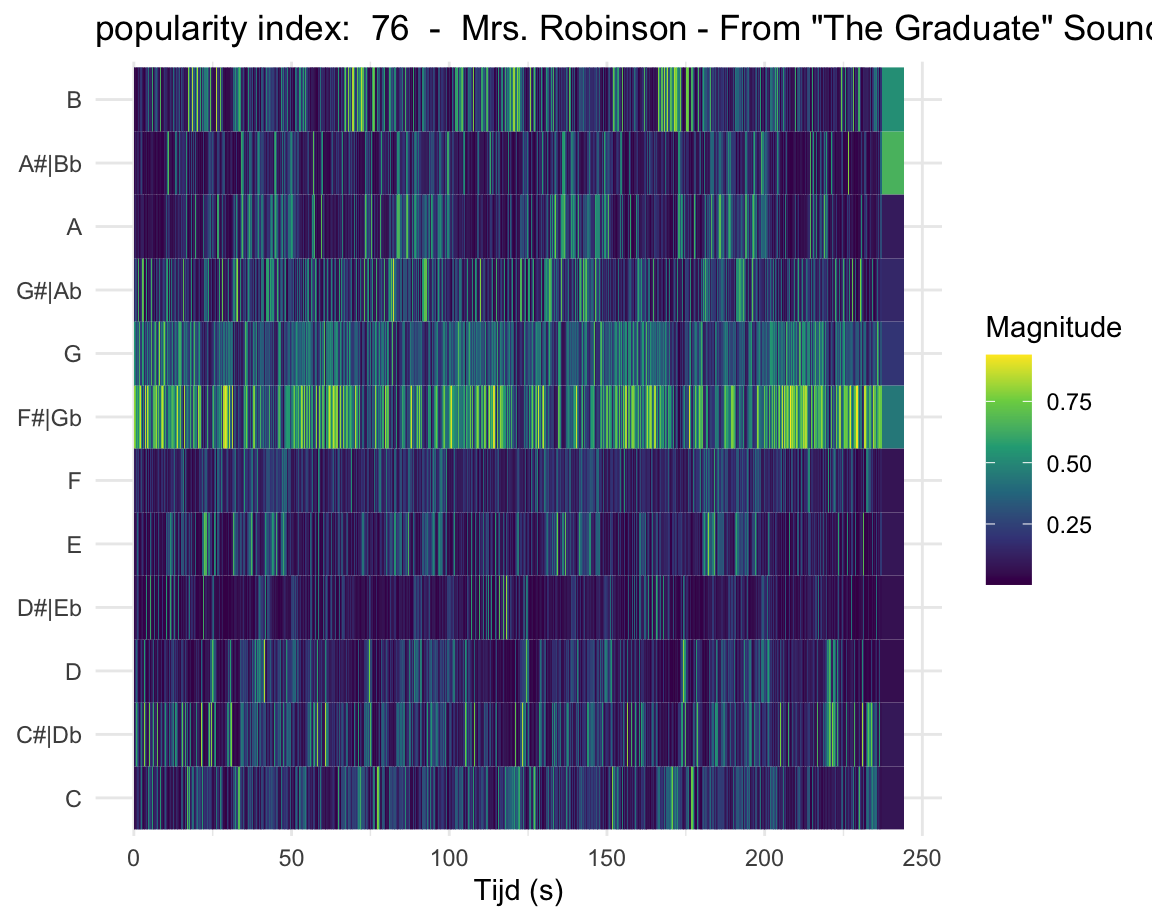 popularity index:  76  -  Mrs. Robinson - From "The Graduate" Sound
B
A#|Bb
A
G#|Ab
G
F#|Gb
F
E
D#|Eb
D
C#|Db
C
0 50 100 150 200 250
Tijd (s)
Magnitude
0.75
0.50
0.25